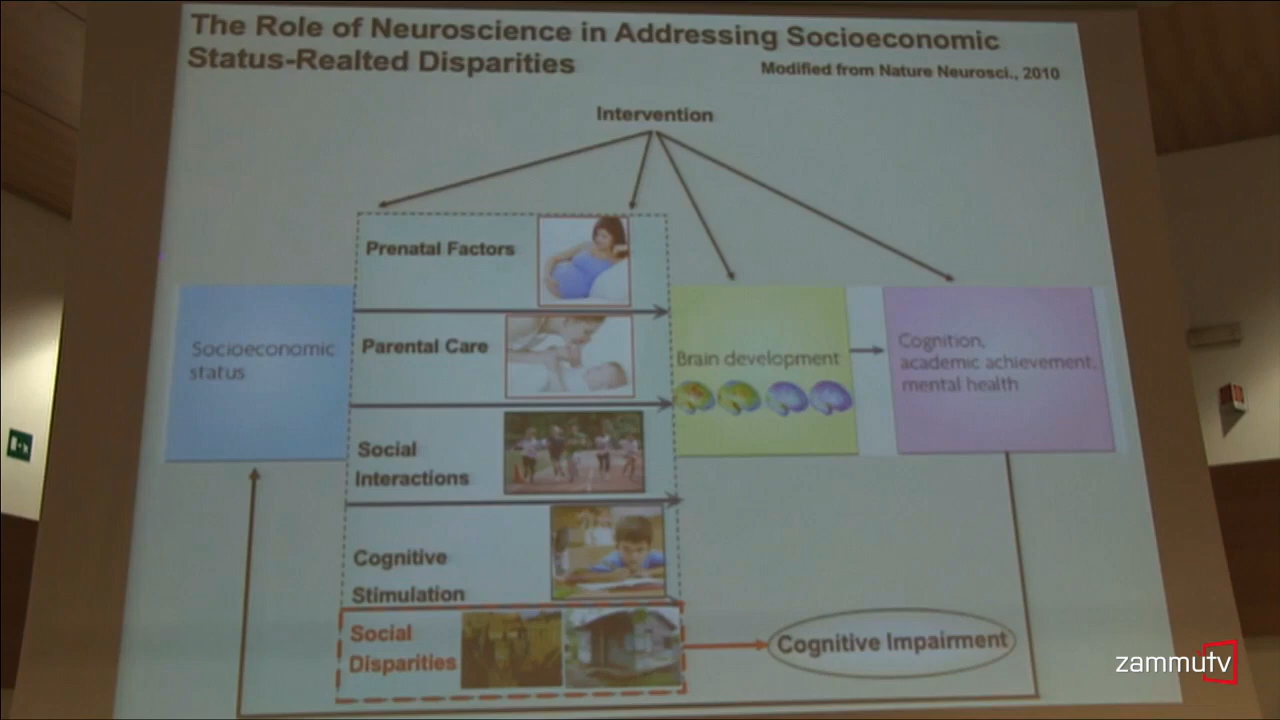 The Role of Neuroscience in Addressing Socioeconomic
Status-Realted Disparities
Modified from Nature Neurosci., 2010
Intervention
Prenatal Factors
Parental Care
Social
Interactions
Cognitive
Stimulation
Social
Disparities
Socioeconomic
status
Brain development
Cognition,
academic achievement,
mental health
Cognitive Impairment
zammutv